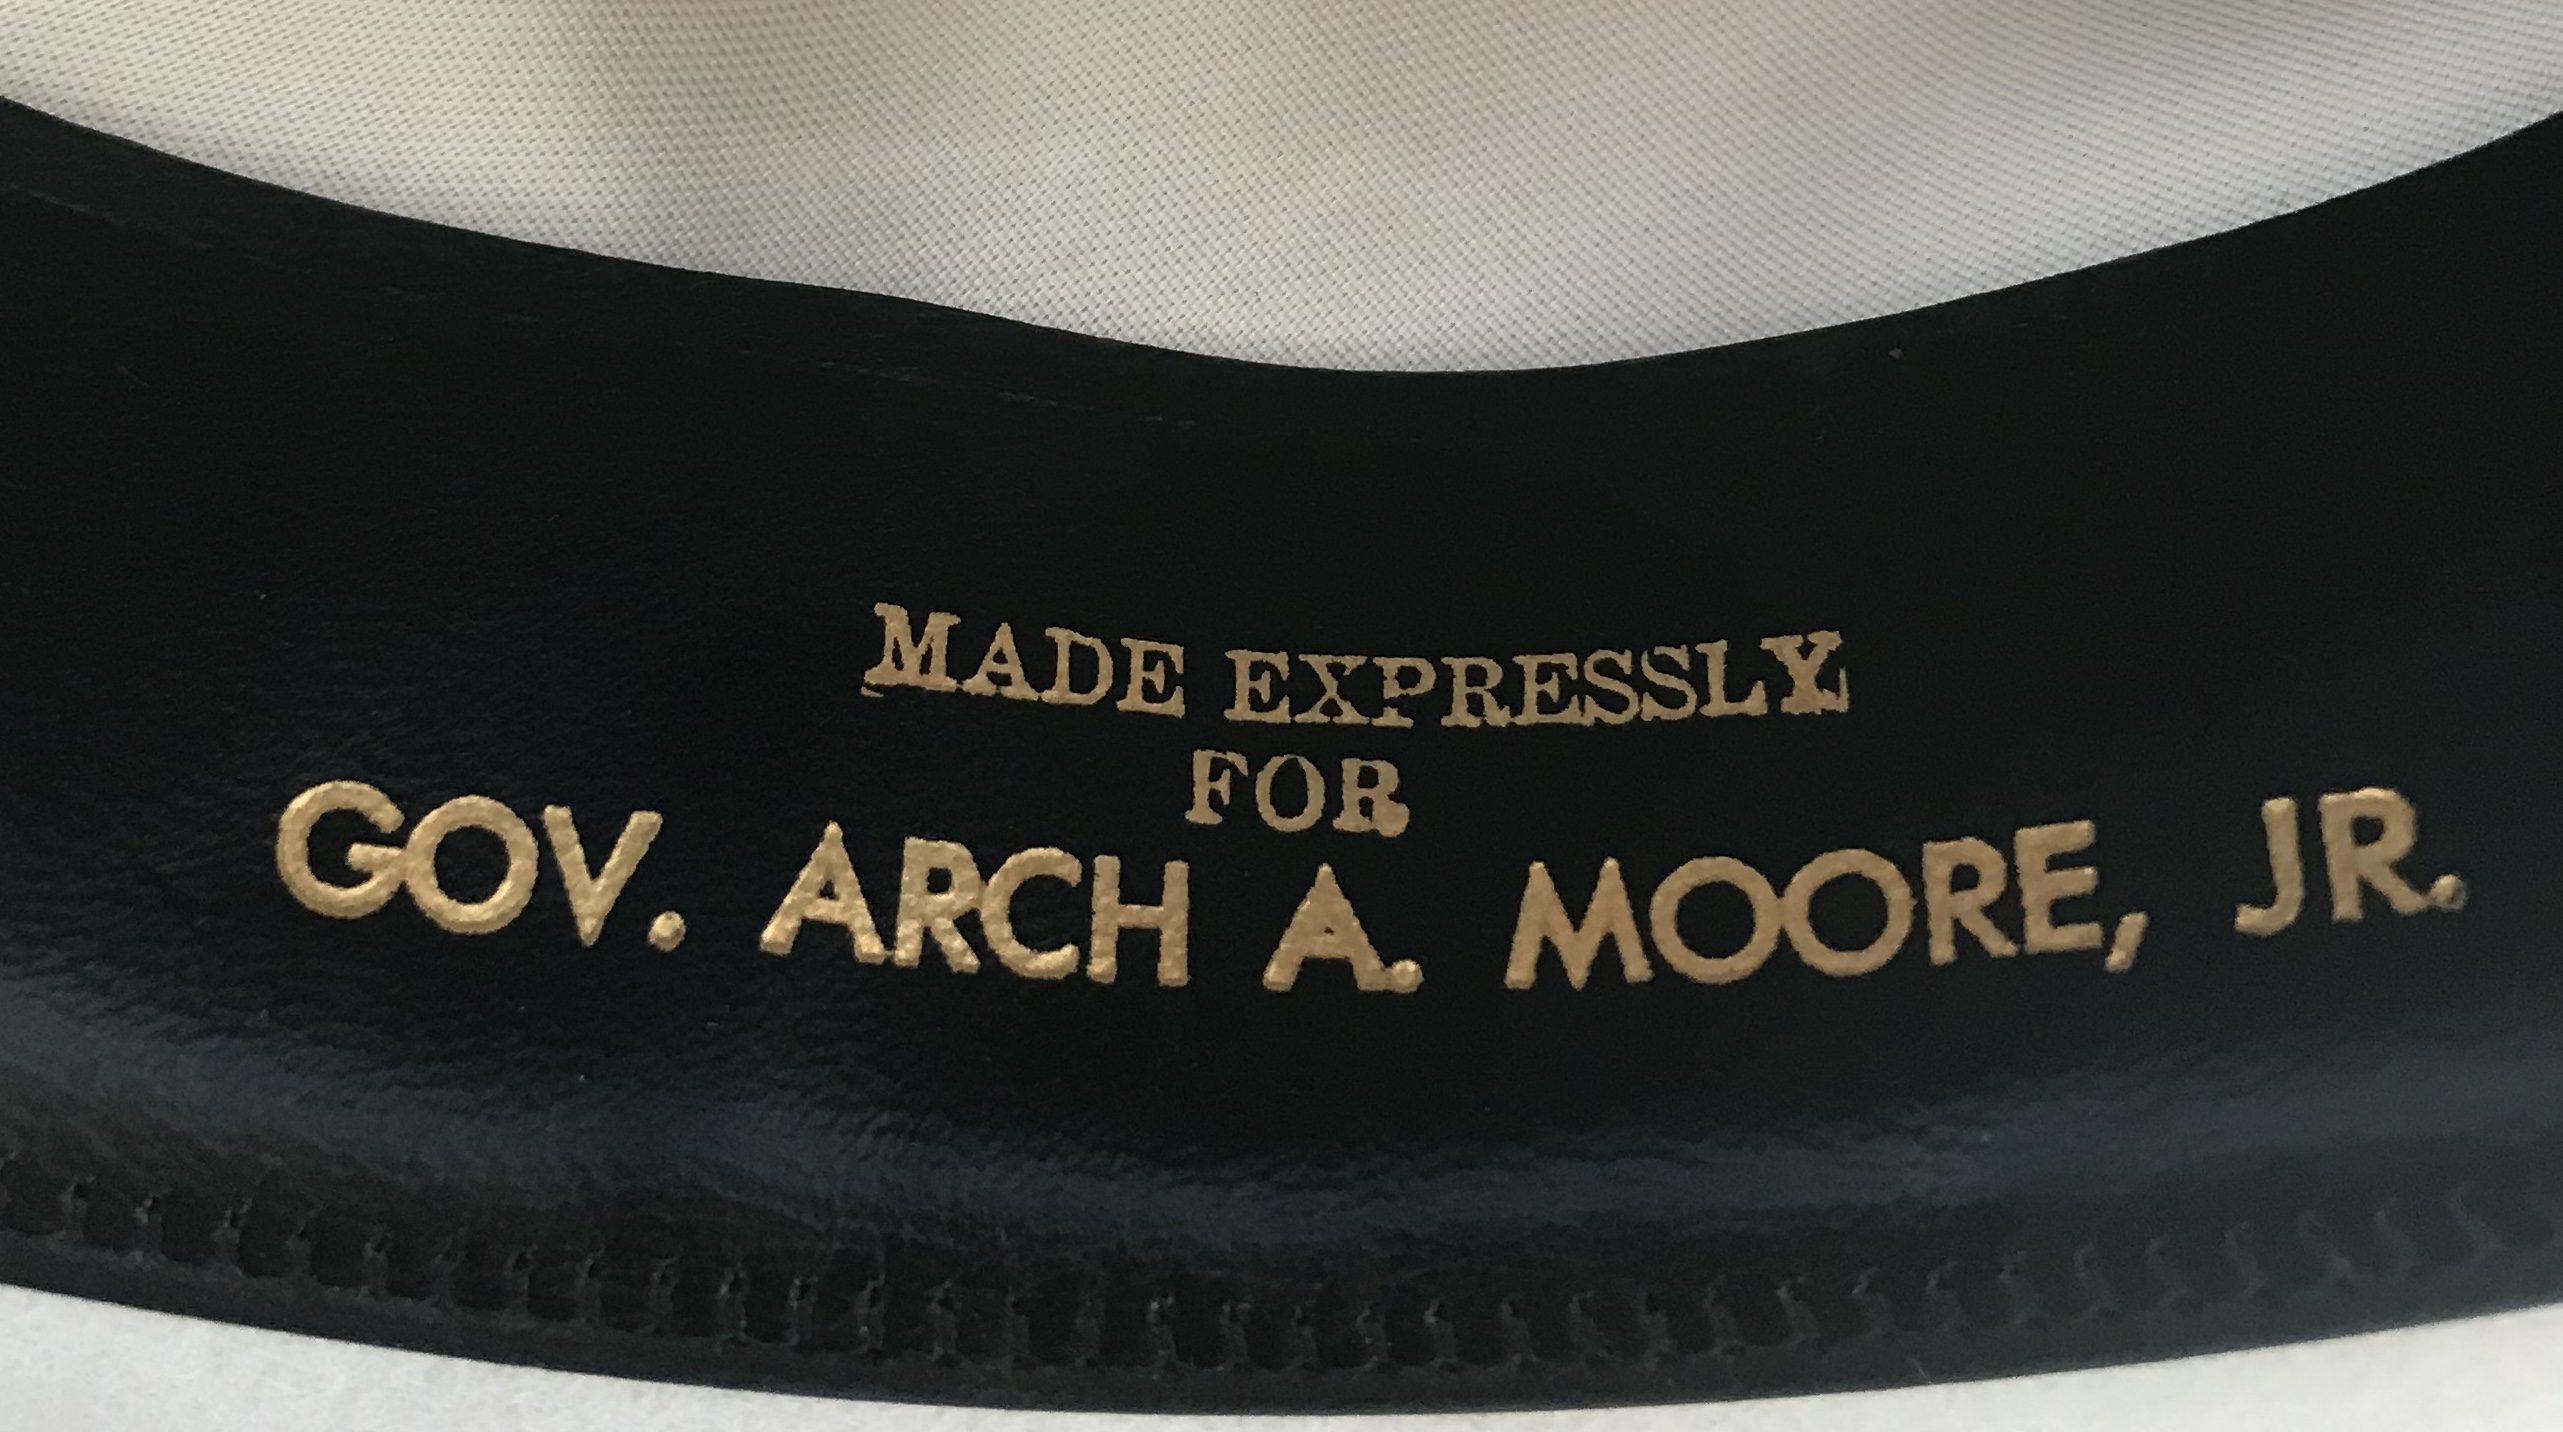 MADE EXPRESSLY
FOR
GOV. ARCH A. MOORE, JR.